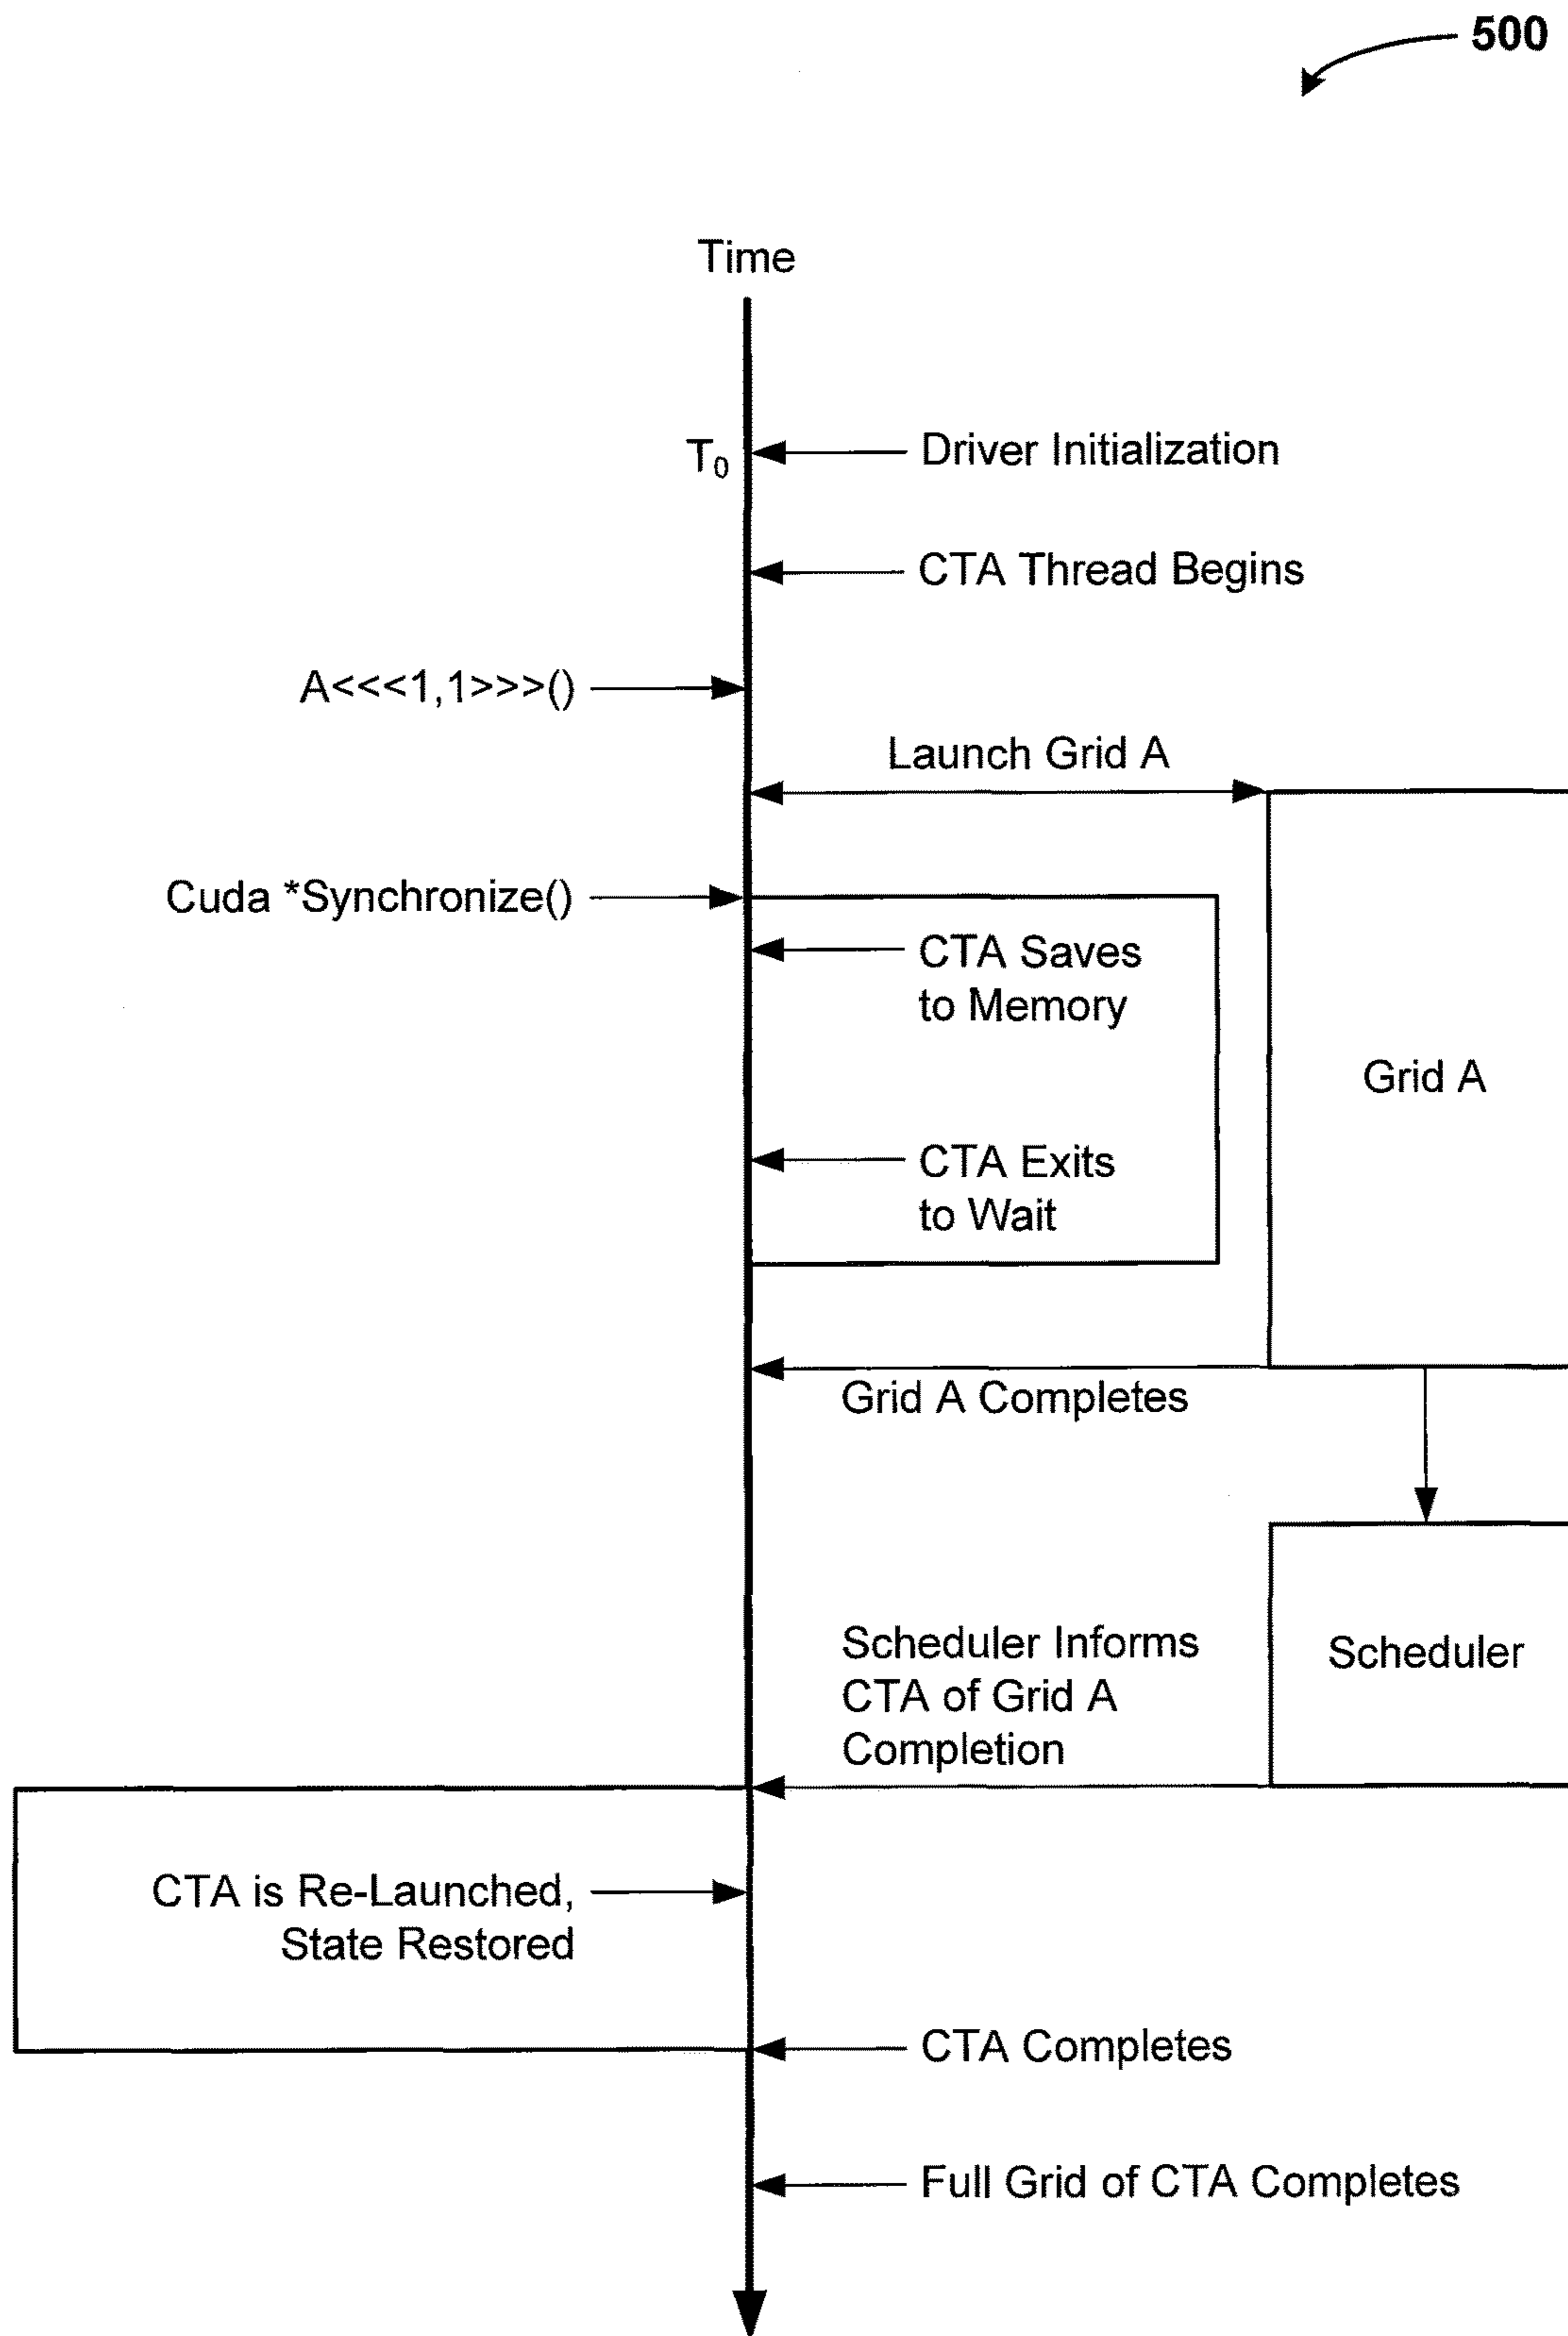 500
Time
T₀
Driver Initialization
CTA Thread Begins
A<<<1,1>>>()
Launch Grid A
Cuda *Synchronize()
CTA Saves
to Memory
Grid A
CTA Exits
to Wait
Grid A Completes
Scheduler Informs
CTA of Grid A
Completion
Scheduler
CTA is Re-Launched,
State Restored
CTA Completes
Full Grid of CTA Completes